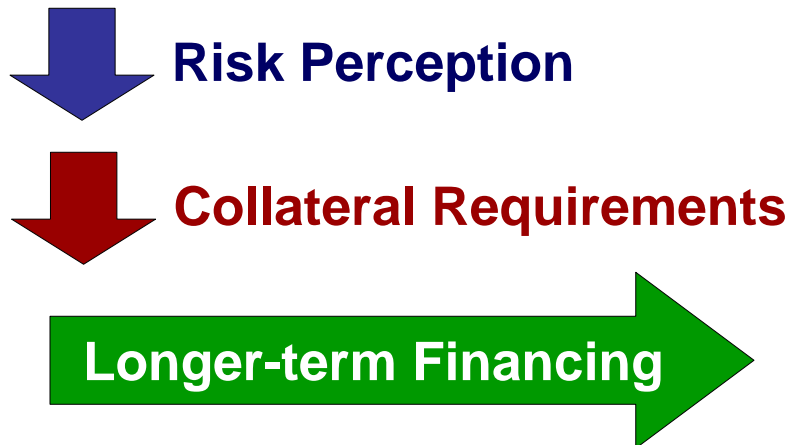 Risk Perception
Collateral Requirements
Longer-term Financing